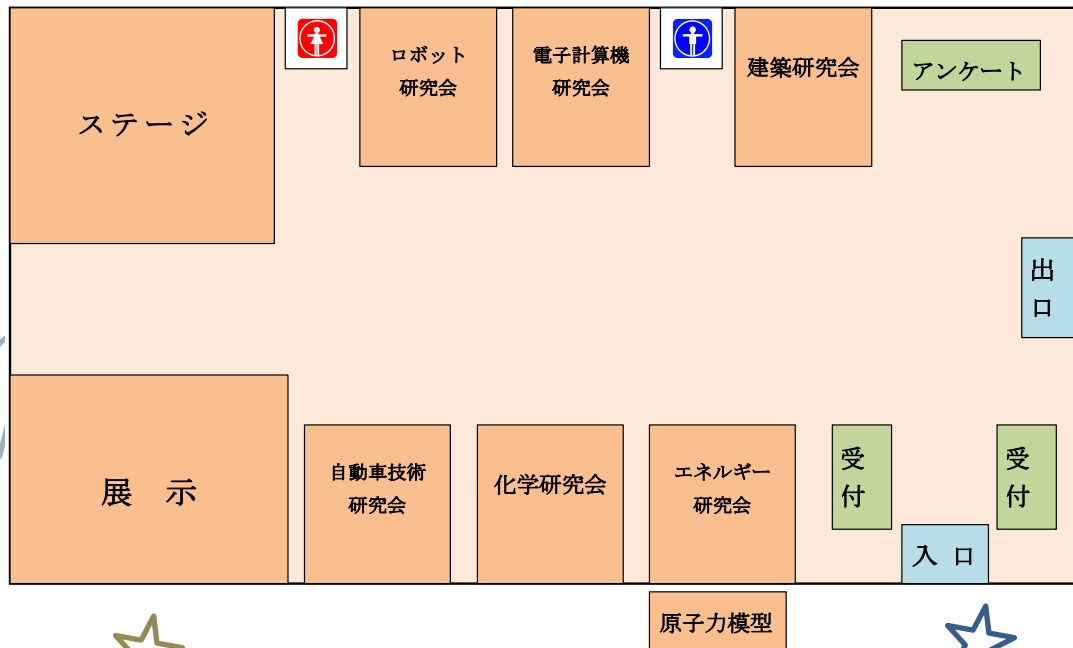 ロボット
研究会
電子計算機
研究会
建築研究会
アンケート
ステージ
出
口
展 示
自動車技術
研究会
化学研究会
エネルギー
研究会
受
付
受
付
入 口
原子力模型